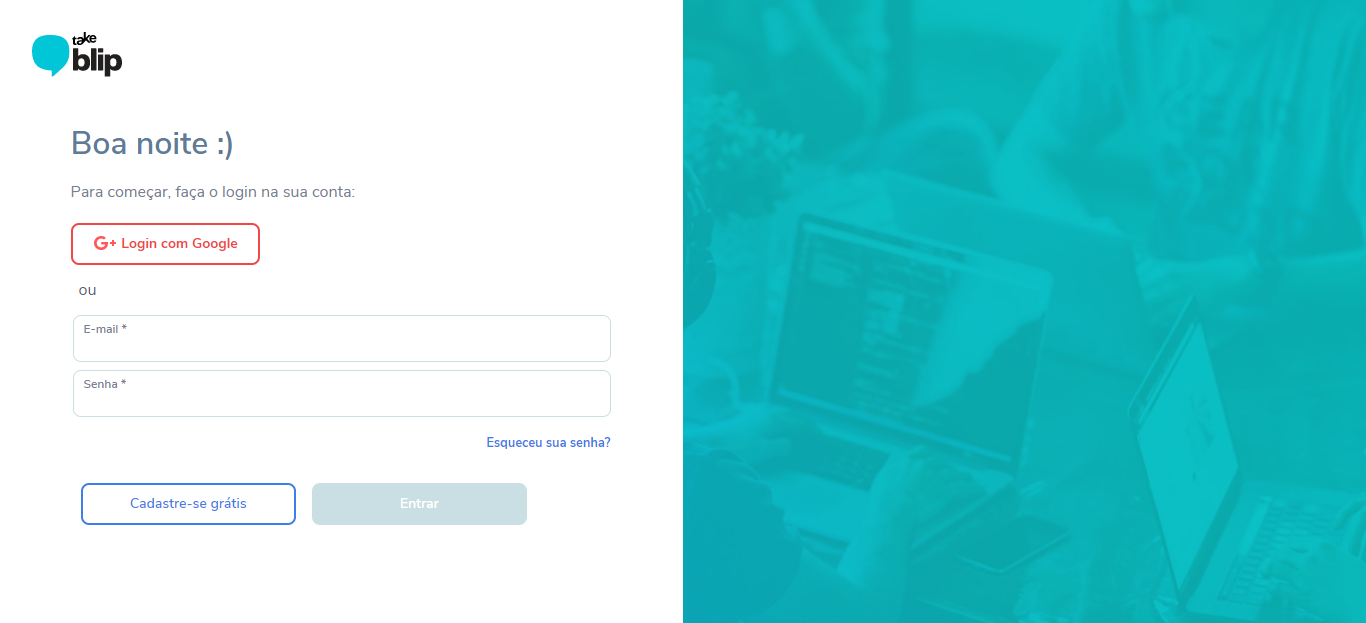 take
blip
Boa noite :)
Para começar, faça o login na sua conta:
G+ Login com Google
ou
E-mail *
Senha *
Esqueceu sua senha?
Cadastre-se grátis
Entrar